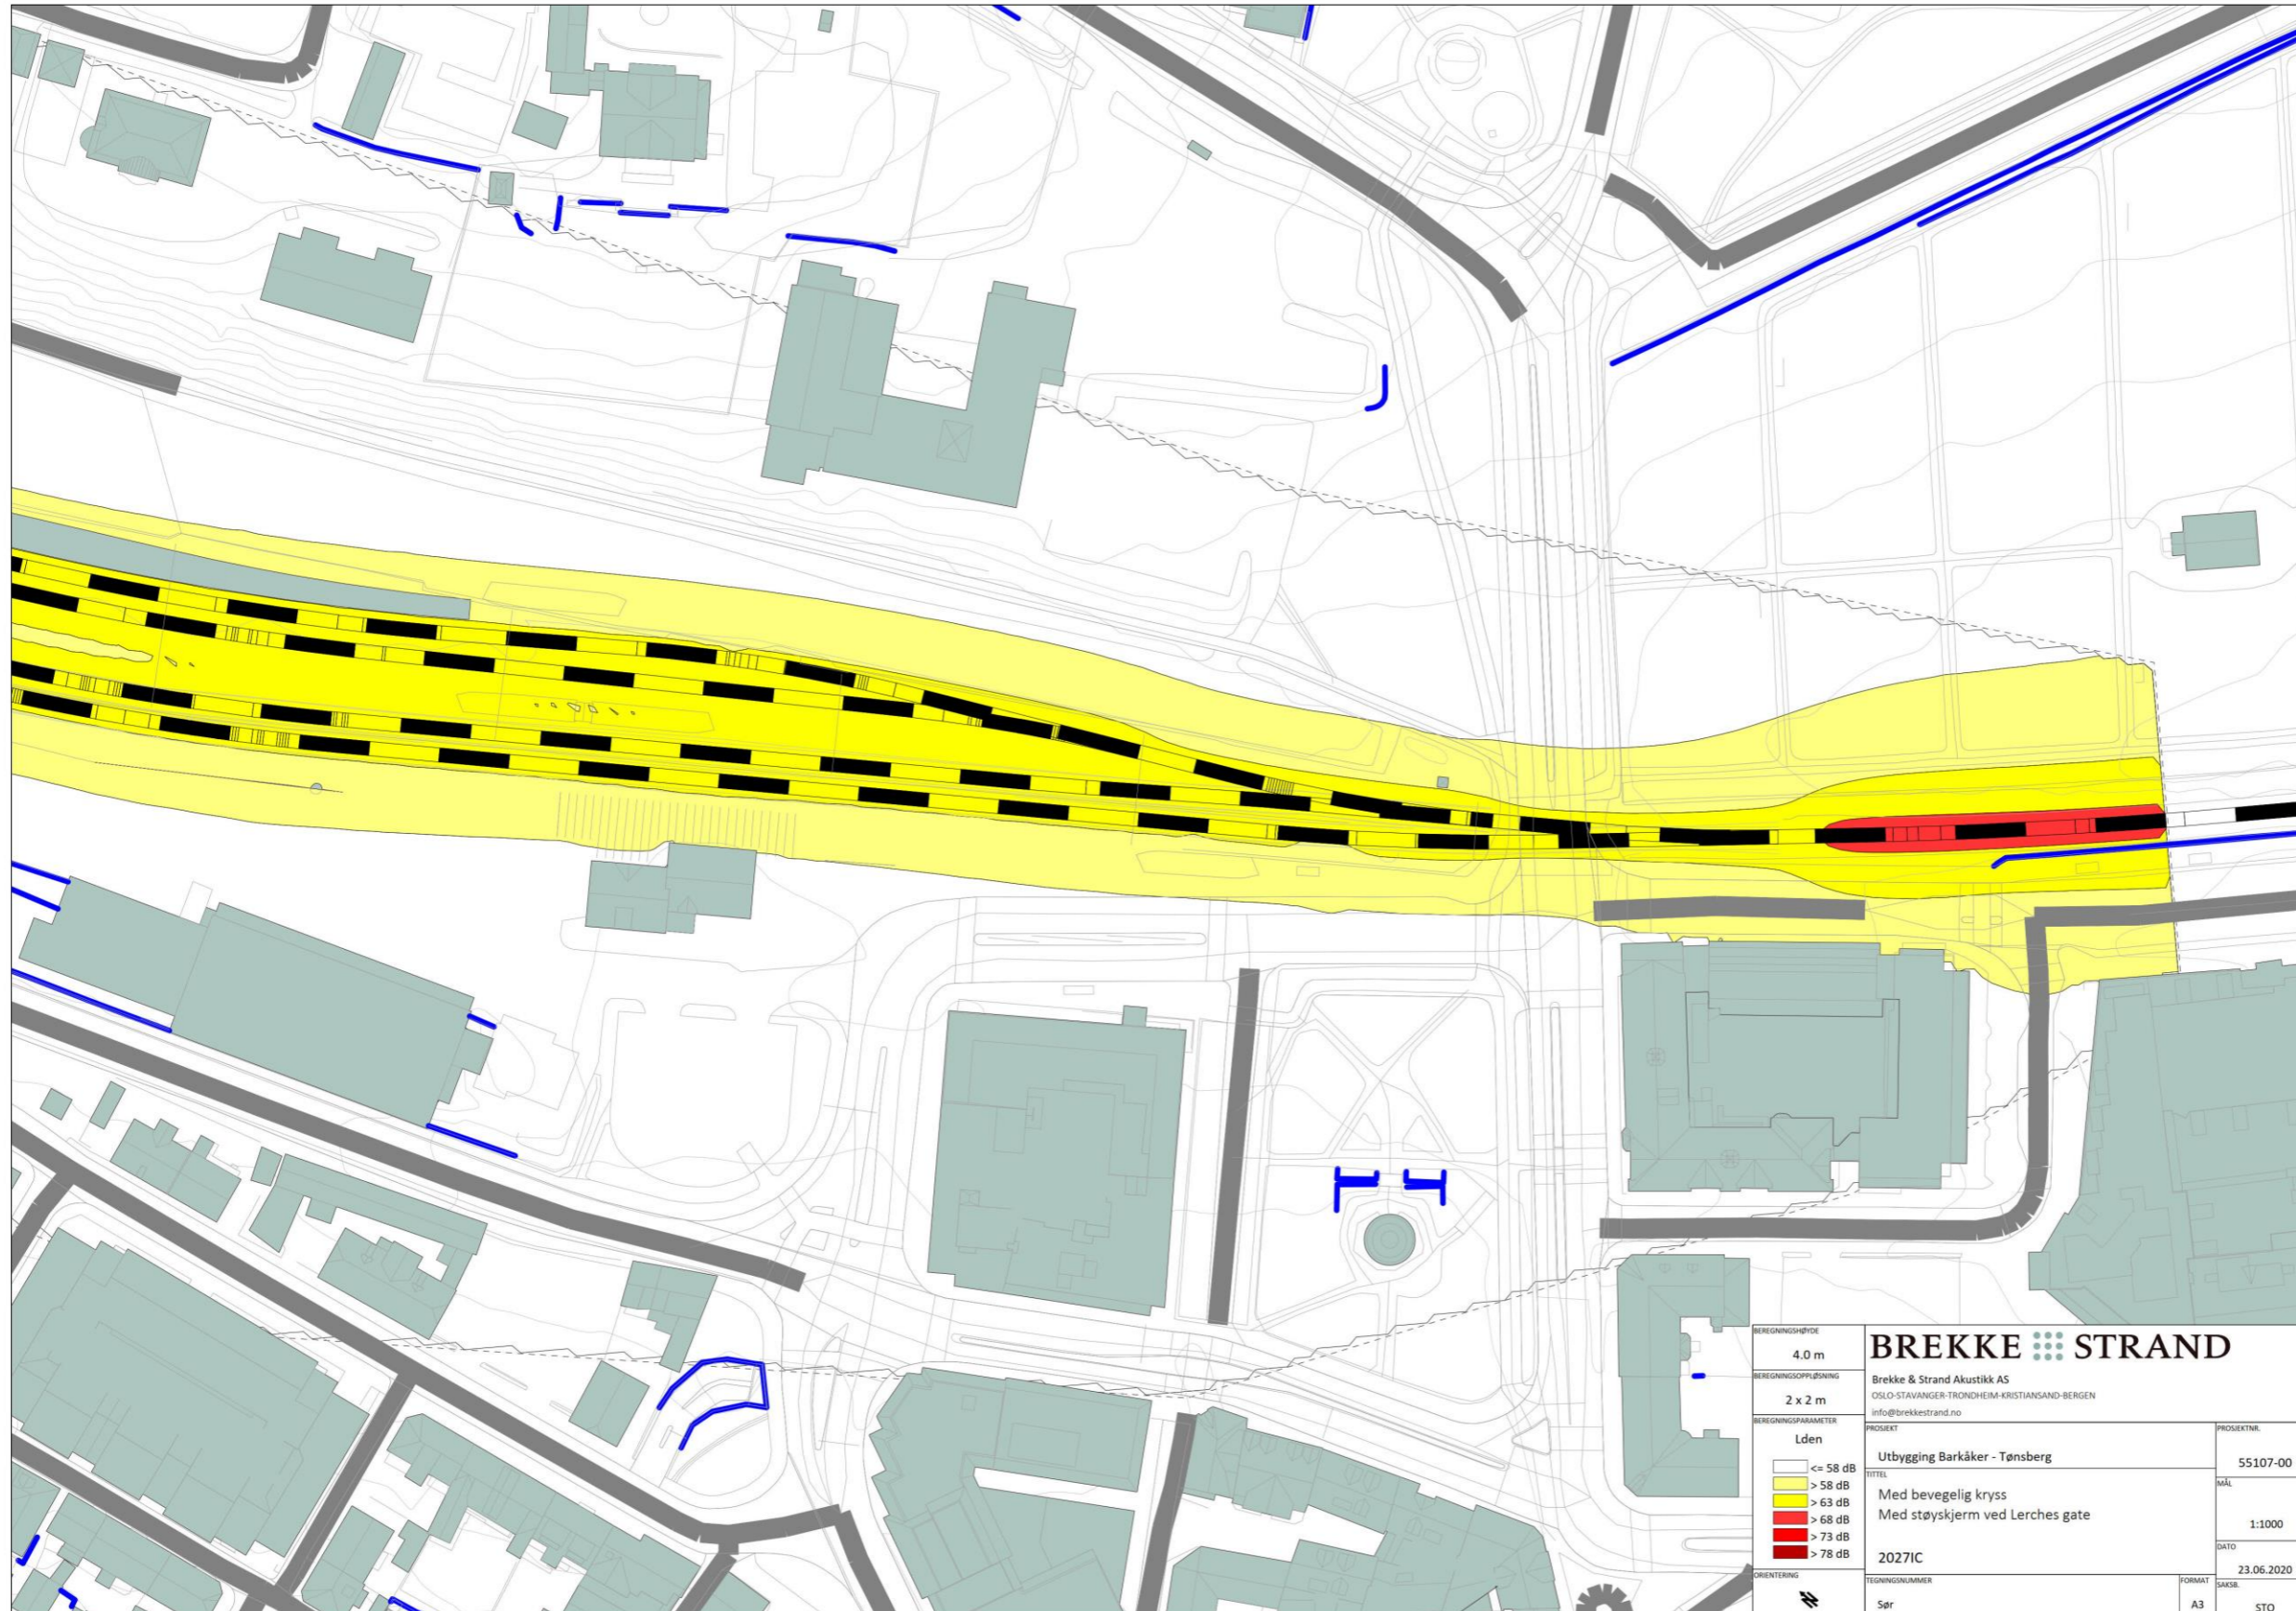 BEREGNINGSHØYDE
4.0 m
BEREGNINGSOPPLØSNING
2 x 2 m
BEREGNINGSPARAMETER
Lden
<= 58 dB
> 58 dB
> 63 dB
> 68 dB
> 73 dB
> 78 dB
ORIENTERING
BREKKE STRAND
Brekke & Strand Akustikk AS
OSLO-STAVANGER-TRONDHEIM-KRISTIANSAND-BERGEN
info@brekkestrand.no
PROSJEKT
Utbygging Barkåker - Tønsberg
PROSJEKTNR.
55107-00
TITTEL
Med bevegelig kryss
Med støyskjerm ved Lerches gate
2027IC
MÅL
1:1000
DATO
23.06.2020
TEGNINGSNUMMER
Sør
FORMAT
A3
SAKSB.
STO